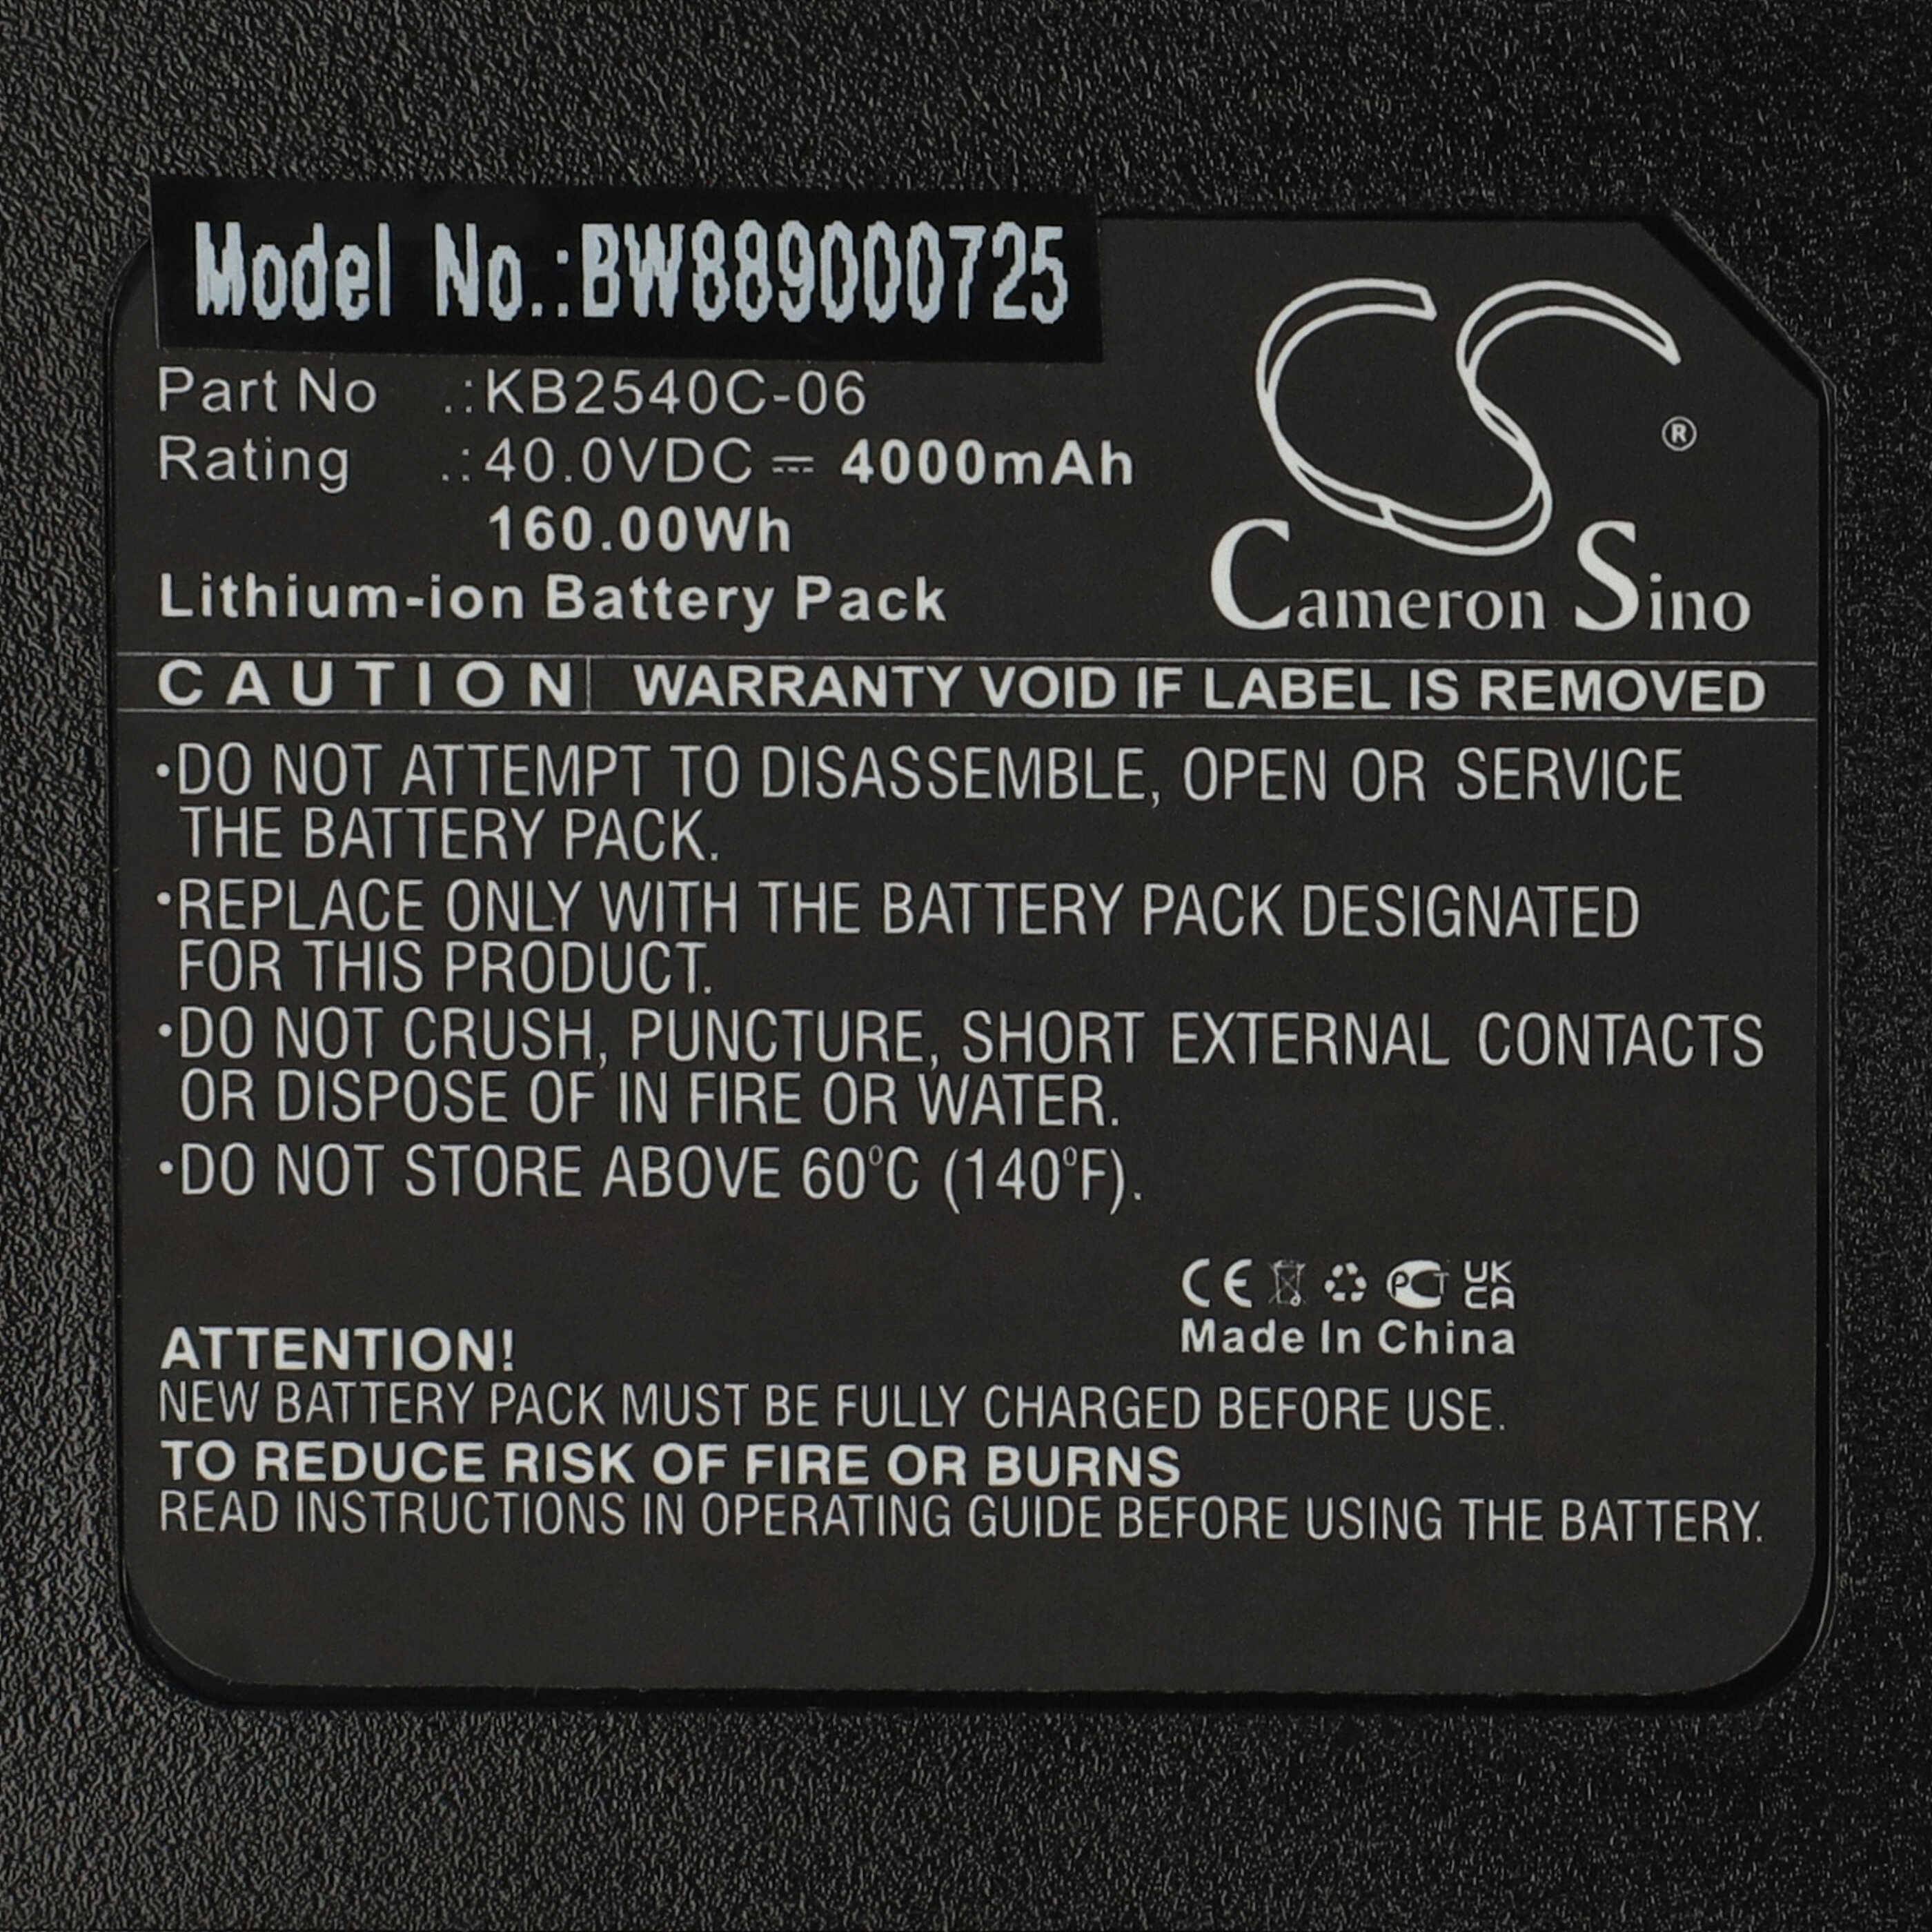 Model No.:BW889000725
Part No .:KB2540C-06
Rating .:40.0VDC ⎓ 4000mAh
160.00Wh
Lithium-ion Battery Pack
CS ®
Cameron Sino
CAUTION WARRANTY VOID IF LABEL IS REMOVED
•DO NOT ATTEMPT TO DISASSEMBLE, OPEN OR SERVICE
THE BATTERY PACK.
•REPLACE ONLY WITH THE BATTERY PACK DESIGNATED
FOR THIS PRODUCT.
•DO NOT CRUSH, PUNCTURE, SHORT EXTERNAL CONTACTS
OR DISPOSE OF IN FIRE OR WATER.
•DO NOT STORE ABOVE 60°C (140°F).
CE PCT UK
CA
Made In China
ATTENTION!
NEW BATTERY PACK MUST BE FULLY CHARGED BEFORE USE.
TO REDUCE RISK OF FIRE OR BURNS
READ INSTRUCTIONS IN OPERATING GUIDE BEFORE USING THE BATTERY.